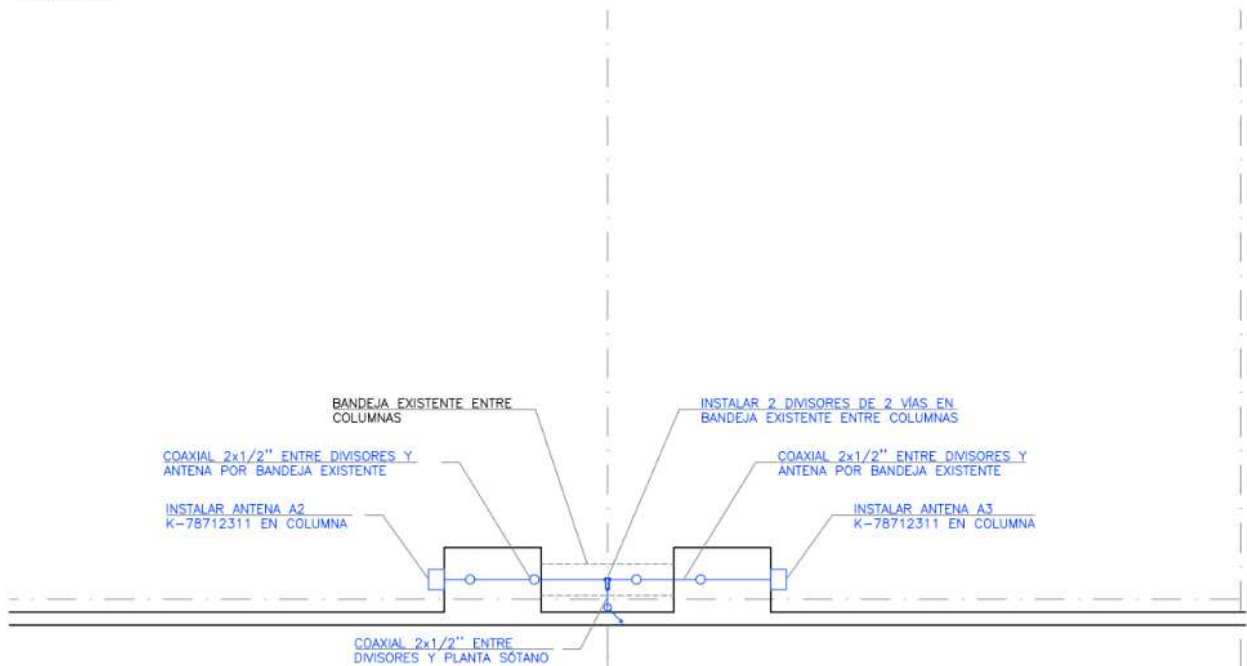 BANDEJA EXISTENTE ENTRE
COLUMNAS
INSTALAR 2 DIVISORES DE 2 VÍAS EN
BANDEJA EXISTENTE ENTRE COLUMNAS
COAXIAL 2x1/2'' ENTRE DIVISORES Y
ANTENA POR BANDEJA EXISTENTE
COAXIAL 2x1/2'' ENTRE DIVISORES Y
ANTENA POR BANDEJA EXISTENTE
INSTALAR ANTENA A2
K-78712311 EN COLUMNA
INSTALAR ANTENA A3
K-78712311 EN COLUMNA
COAXIAL 2x1/2'' ENTRE
DIVISORES Y PLANTA SÓTANO